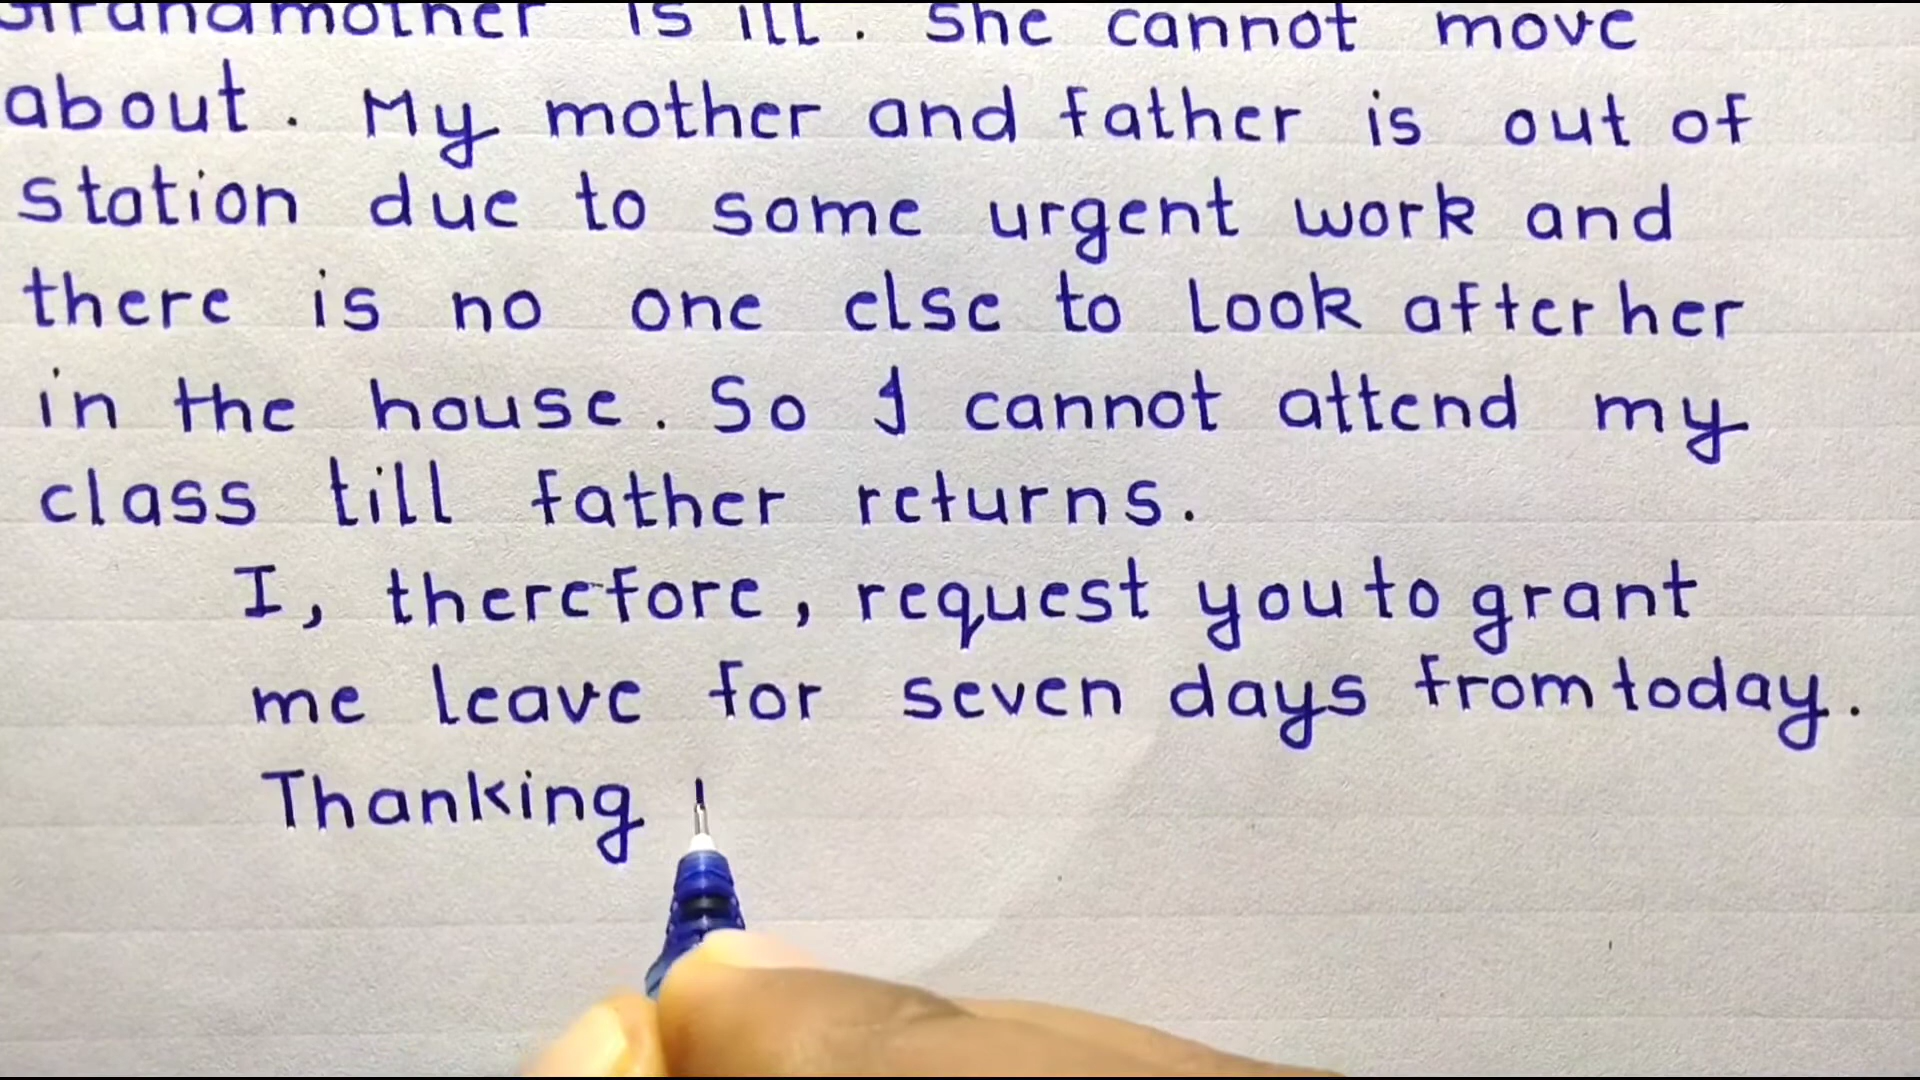 Grandmother is ill. She cannot move
about. My mother and father is out of
station due to some urgent work and
there is no one else to look after her
in the house. So I cannot attend my
class till father returns.
I, therefore, request you to grant
me leave for seven days from today.
Thanking